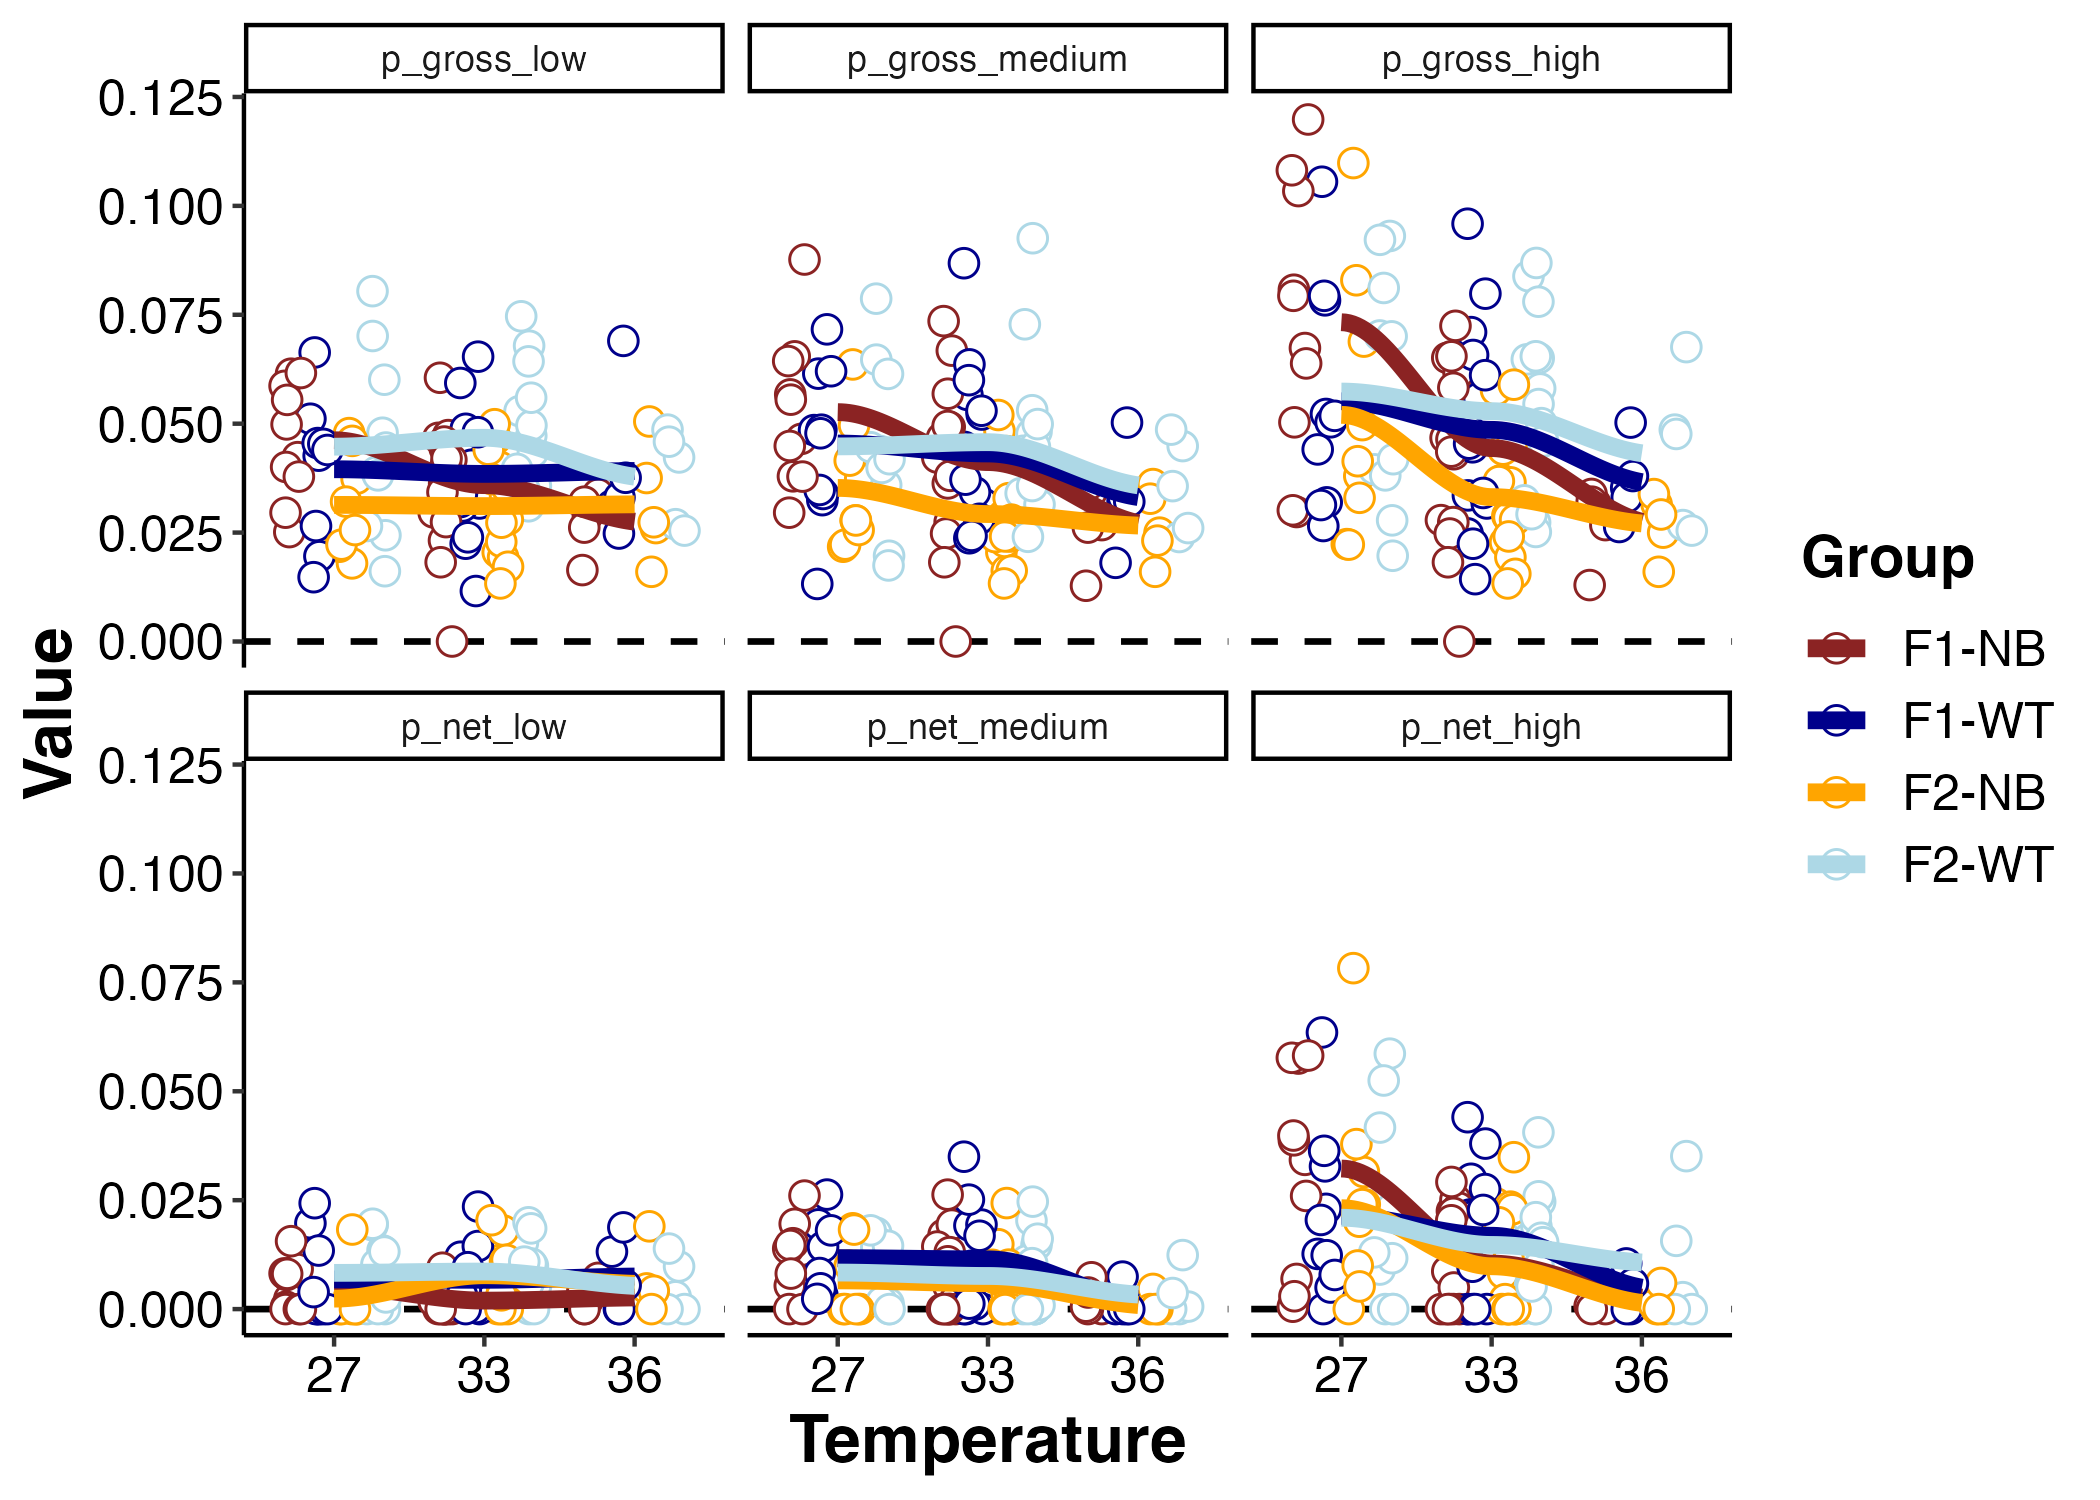 p_gross_low
p_gross_medium
p_gross_high
0.125
0.100
0.075
0.050
0.025
0.000
p_net_low
p_net_medium
p_net_high
0.125
0.100
0.075
0.050
0.025
0.000
27 33 36
27 33 36
27 33 36
Temperature
Value
Group
F1-NB
F1-WT
F2-NB
F2-WT